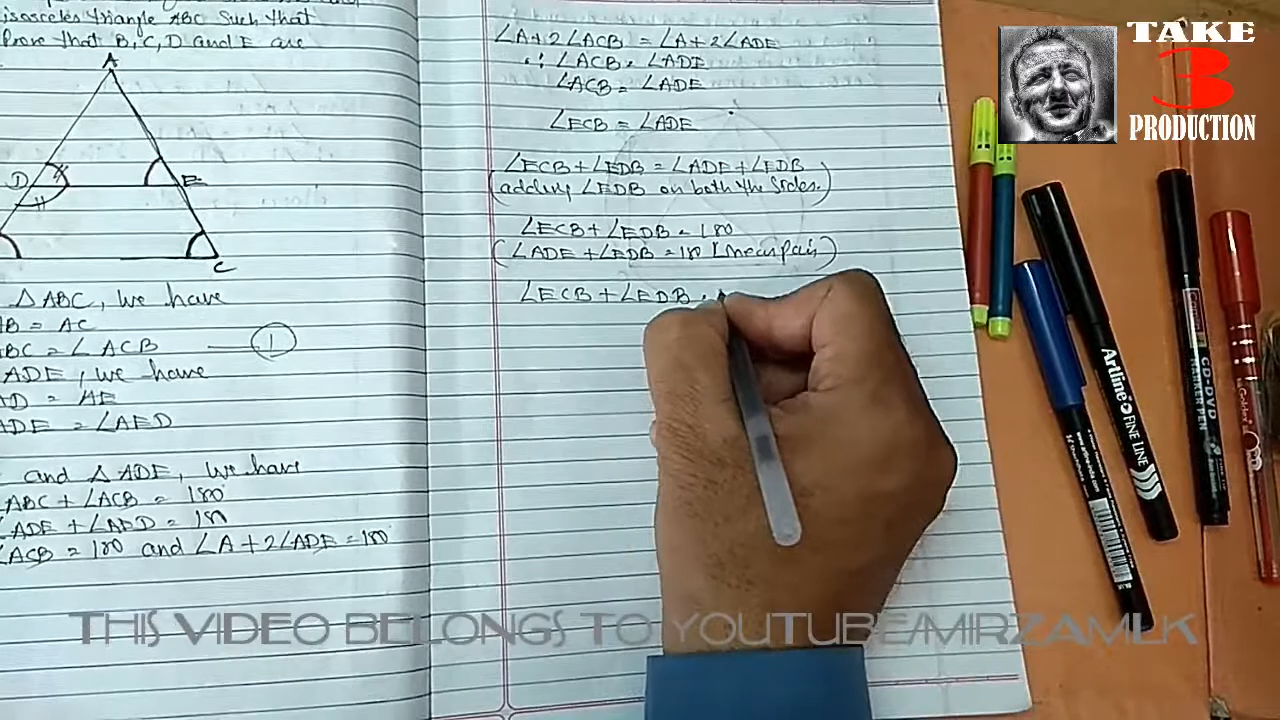 isosceles triangle ABC such that
Prove that B, C, D and E are
A
D
E
C
△ABC, we have
AB = AC
ABC = ∠ACB — ①
ADE, we have
AD = AE
ADE = ∠AED
and △ADE, we have
∠ABC + ∠ACB = 180
∠ADE + ∠AED = 180
∠ACB = 180 and ∠A + 2∠ADE = 180
∠A + 2∠ACB = ∠A + 2∠ADE
∴ ∠ACB = ∠ADE
∠ACB = ∠ADE
∠ECB = ∠ADE
∠ECB + ∠EDB = ∠ADE + ∠EDB
(adding ∠EDB on both the sides.)
∠ECB + ∠EDB = 180
(∠ADE + ∠EDB = 180 linear pair)
∠ECB + ∠EDB
TAKE
3
PRODUCTION
Artline
FINE LINE
CD-DVD
MARKER PEN
THIS VIDEO BELONGS TO YOUTUBE/MIRZAMLK